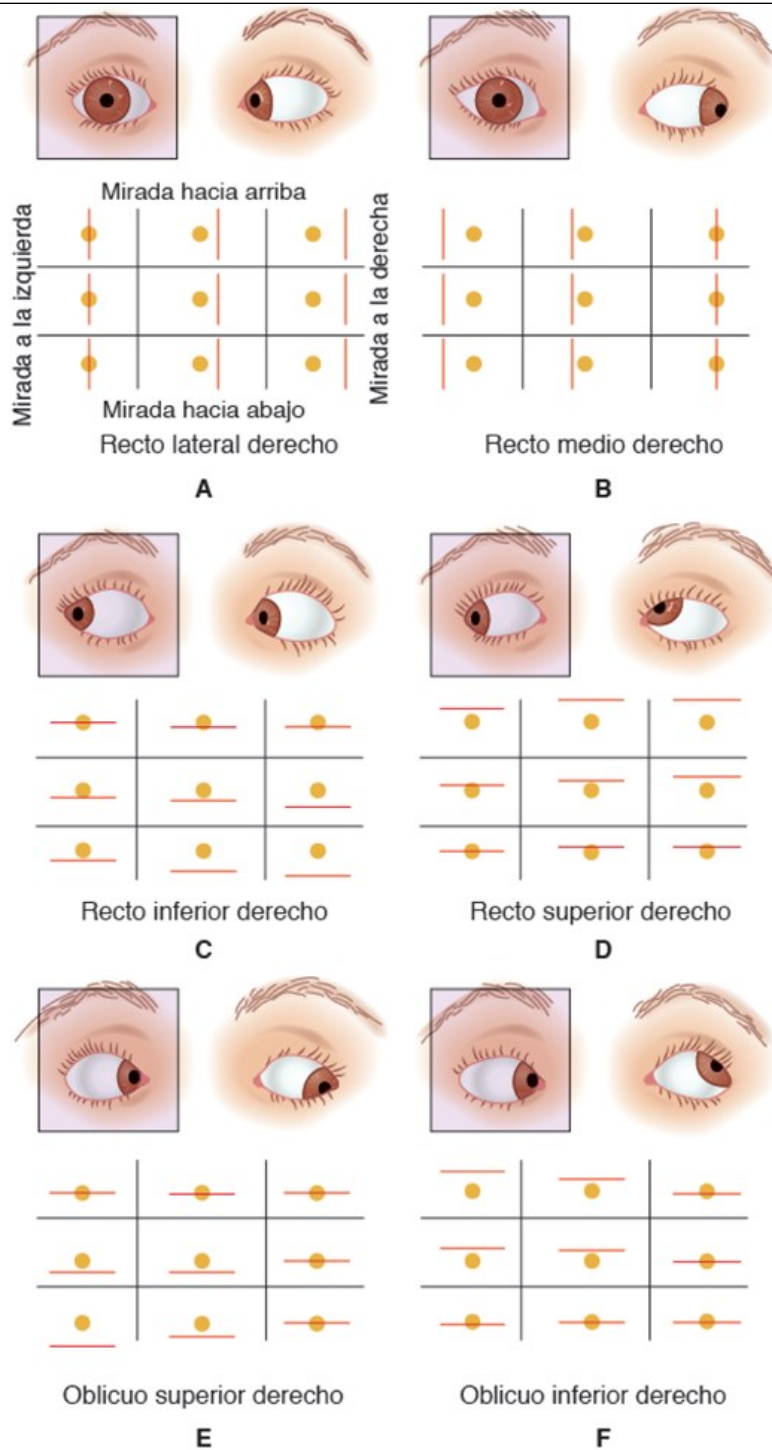 Mirada hacia arriba
Mirada a la izquierda
Mirada a la derecha
Mirada hacia abajo
Recto lateral derecho
A
Recto medio derecho
B
Recto inferior derecho
C
Recto superior derecho
D
Oblicuo superior derecho
E
Oblicuo inferior derecho
F